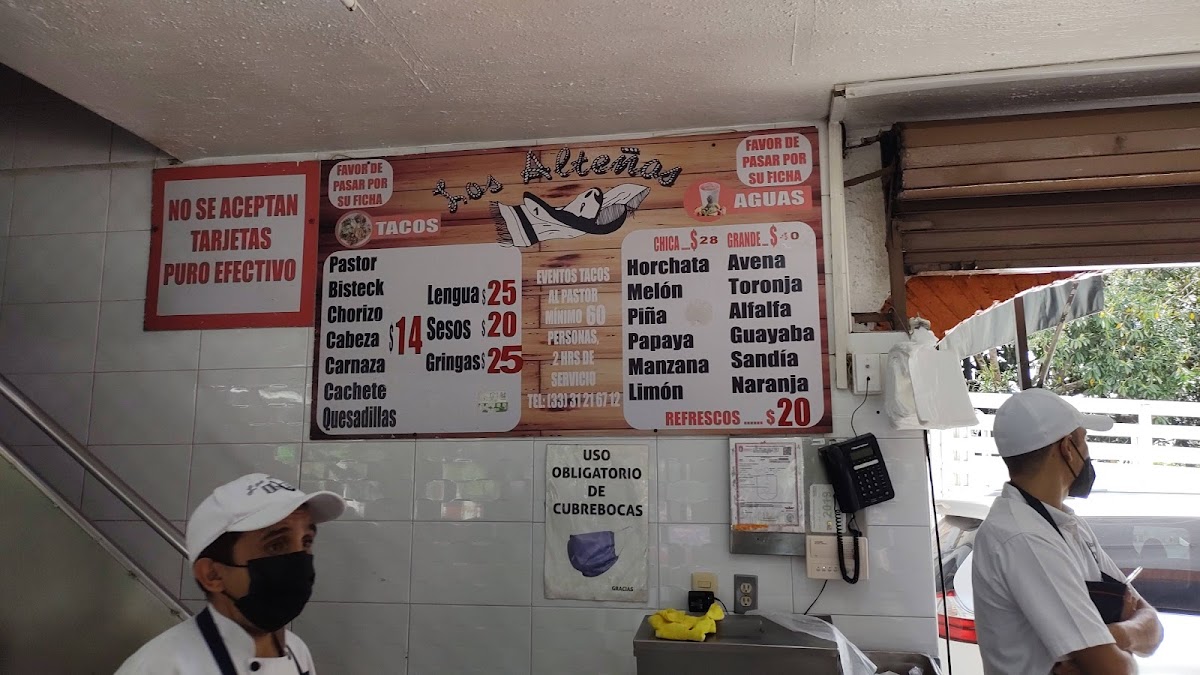 NO SE ACEPTAN
TARJETAS
PURO EFECTIVO
FAVOR DE
PASAR POR
SU FICHA
TACOS
Los Alteños
FAVOR DE
PASAR POR
SU FICHA
AGUAS
Pastor
Bisteck
Chorizo
Cabeza
Carnaza
Cachete
Quesadillas
$14
Lengua $25
Sesos $20
Gringas $25
EVENTOS TACOS
AL PASTOR
MÍNIMO 60
PERSONAS,
2 HRS DE
SERVICIO
TEL: (33) 31 21 67 12
CHICA ... $28 GRANDE ... $40
Horchata
Melón
Piña
Papaya
Manzana
Limón
Avena
Toronja
Alfalfa
Guayaba
Sandía
Naranja
REFRESCOS ...... $20
USO
OBLIGATORIO
DE
CUBREBOCAS
GRACIAS
2019